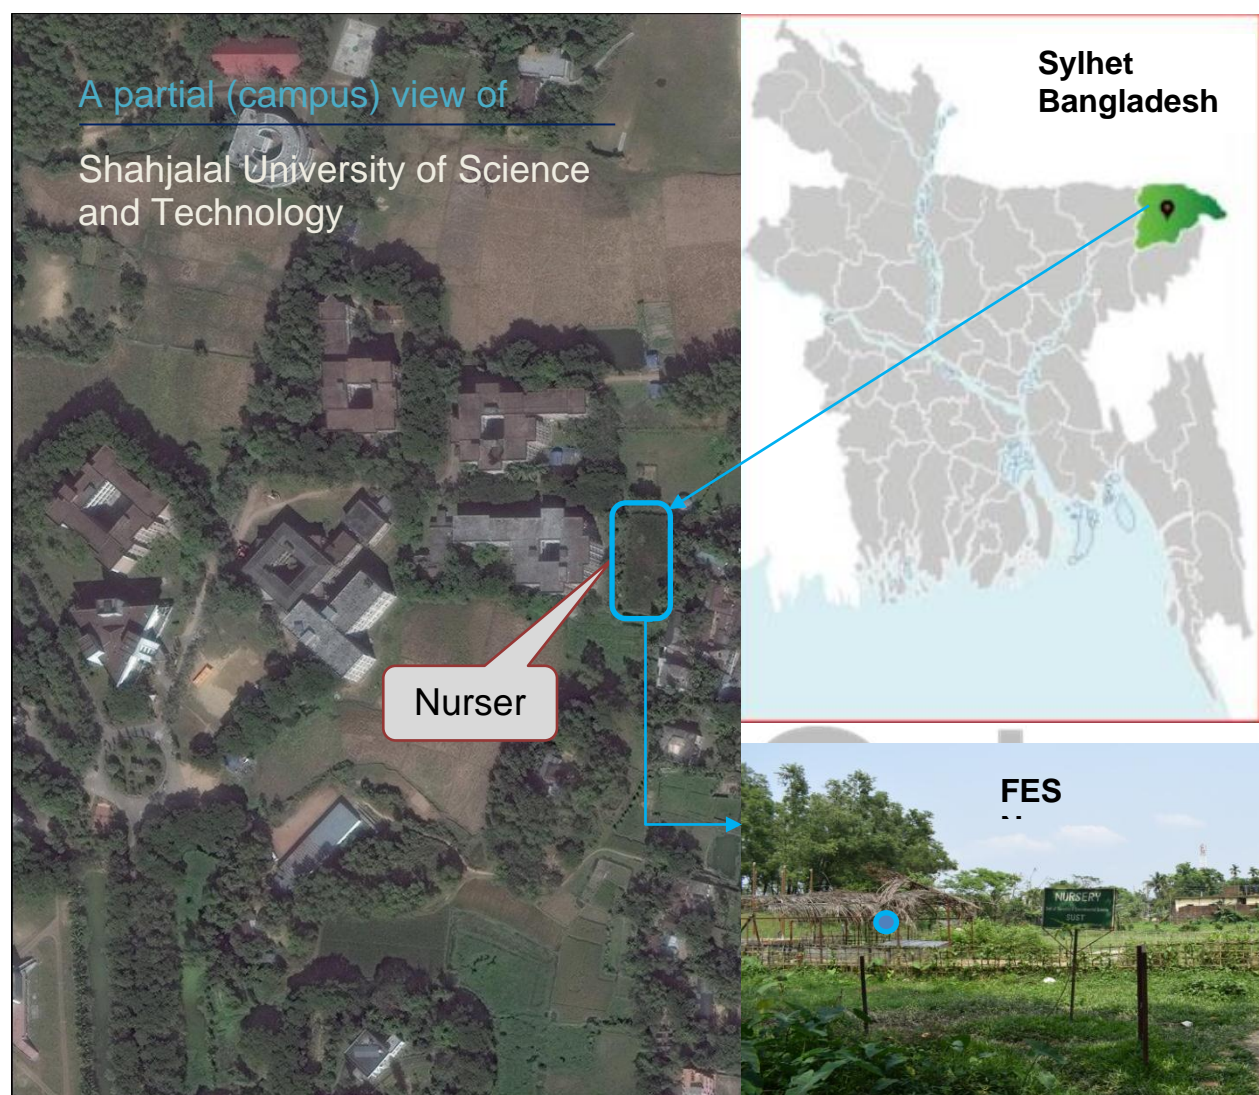 A partial (campus) view of
Shahjalal University of Science
and Technology
Sylhet
Bangladesh
Nurser
FES
NURSERY
SUST